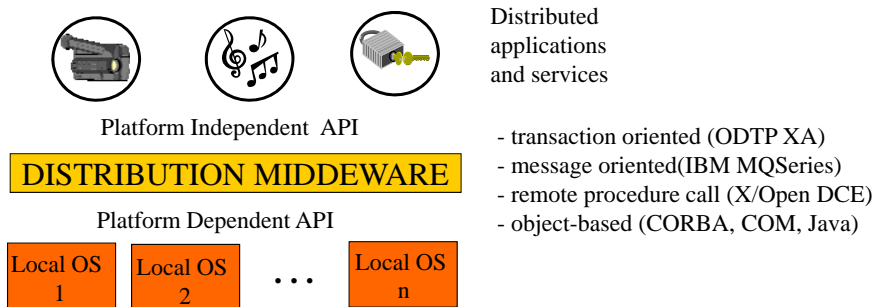 Distributed
applications
and services
Platform Independent API
DISTRIBUTION MIDDEWARE
Platform Dependent API
Local OS
1
Local OS
2
...
Local OS
n
- transaction oriented (ODTP XA)
- message oriented(IBM MQSeries)
- remote procedure call (X/Open DCE)
- object-based (CORBA, COM, Java)